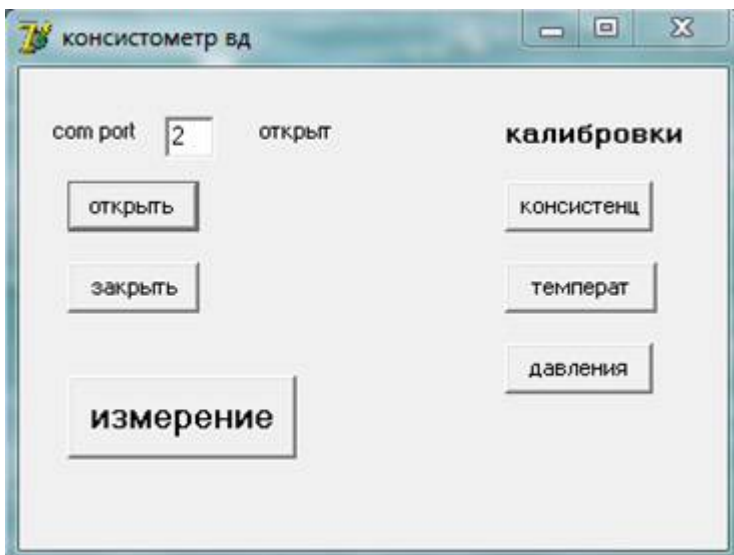 консистометр вд
com port 2 открыт
калибровки
открыть
консистенц
закрыть
температ
давления
измерение